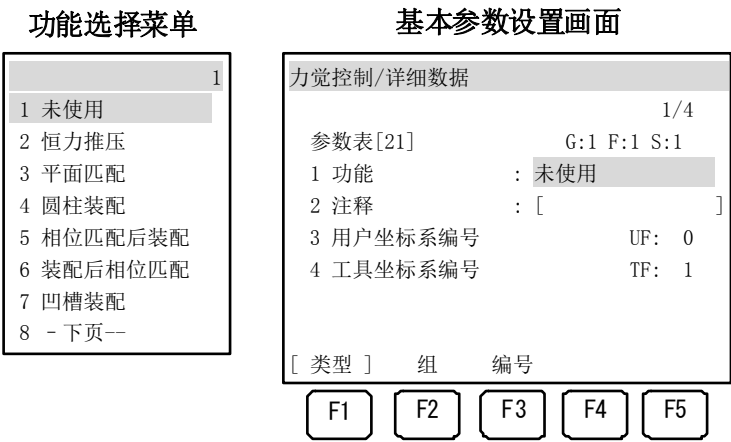 功能选择菜单
1
1 未使用
2 恒力推压
3 平面匹配
4 圆柱装配
5 相位匹配后装配
6 装配后相位匹配
7 凹槽装配
8 －下页--
基本参数设置画面
力觉控制/详细数据
1/4
参数表[21] G:1 F:1 S:1
1 功能 : 未使用
2 注释 : [ ]
3 用户坐标系编号 UF: 0
4 工具坐标系编号 TF: 1
[ 类型 ] 组 编号
F1 F2 F3 F4 F5